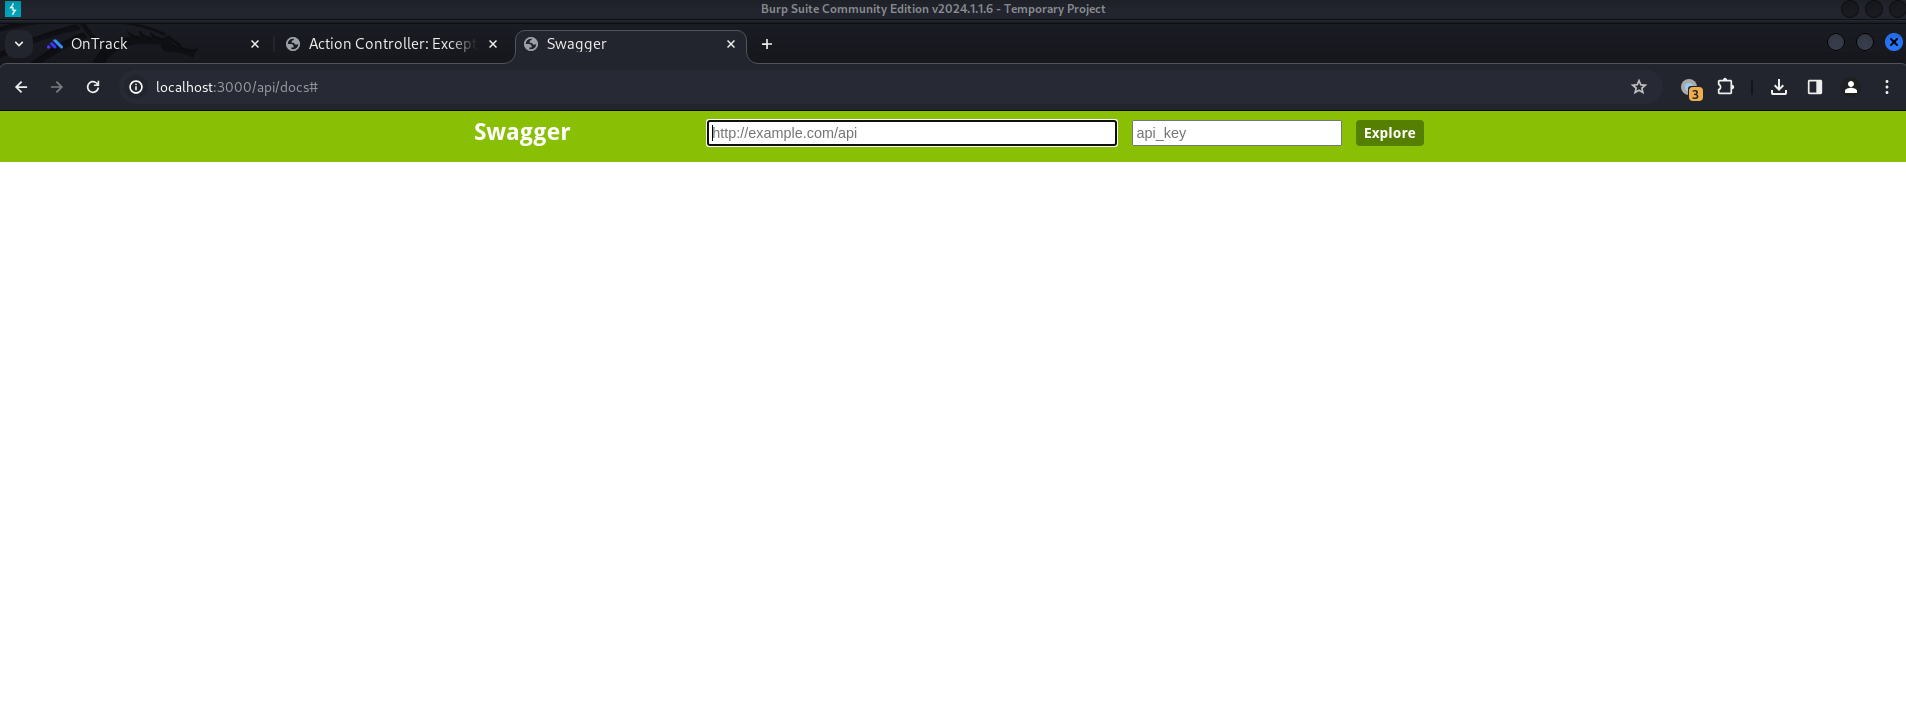 Burp Suite Community Edition v2024.1.1.6 - Temporary Project
OnTrack
Action Controller: Except
Swagger
localhost:3000/api/docs#
3
Swagger
http://example.com/api
api_key
Explore